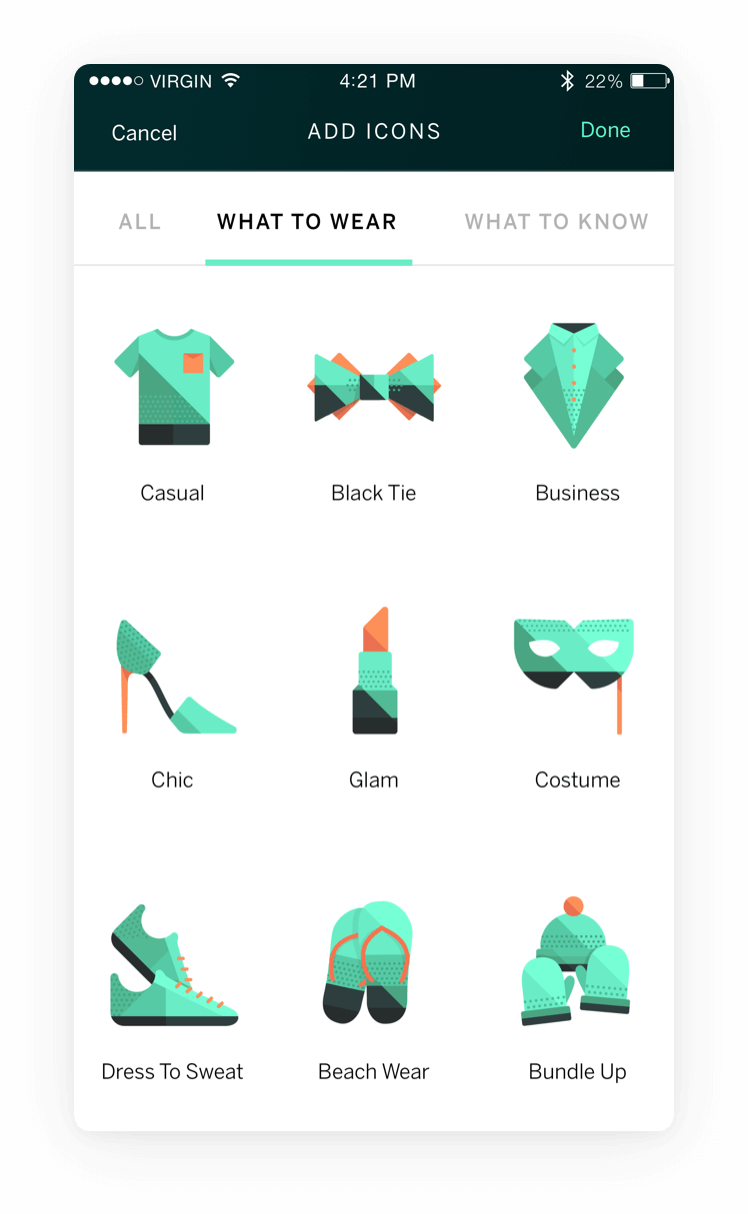 VIRGIN 4:21 PM 22%
Cancel ADD ICONS Done
ALL WHAT TO WEAR WHAT TO KNOW
Casual Black Tie Business
Chic Glam Costume
Dress To Sweat Beach Wear Bundle Up